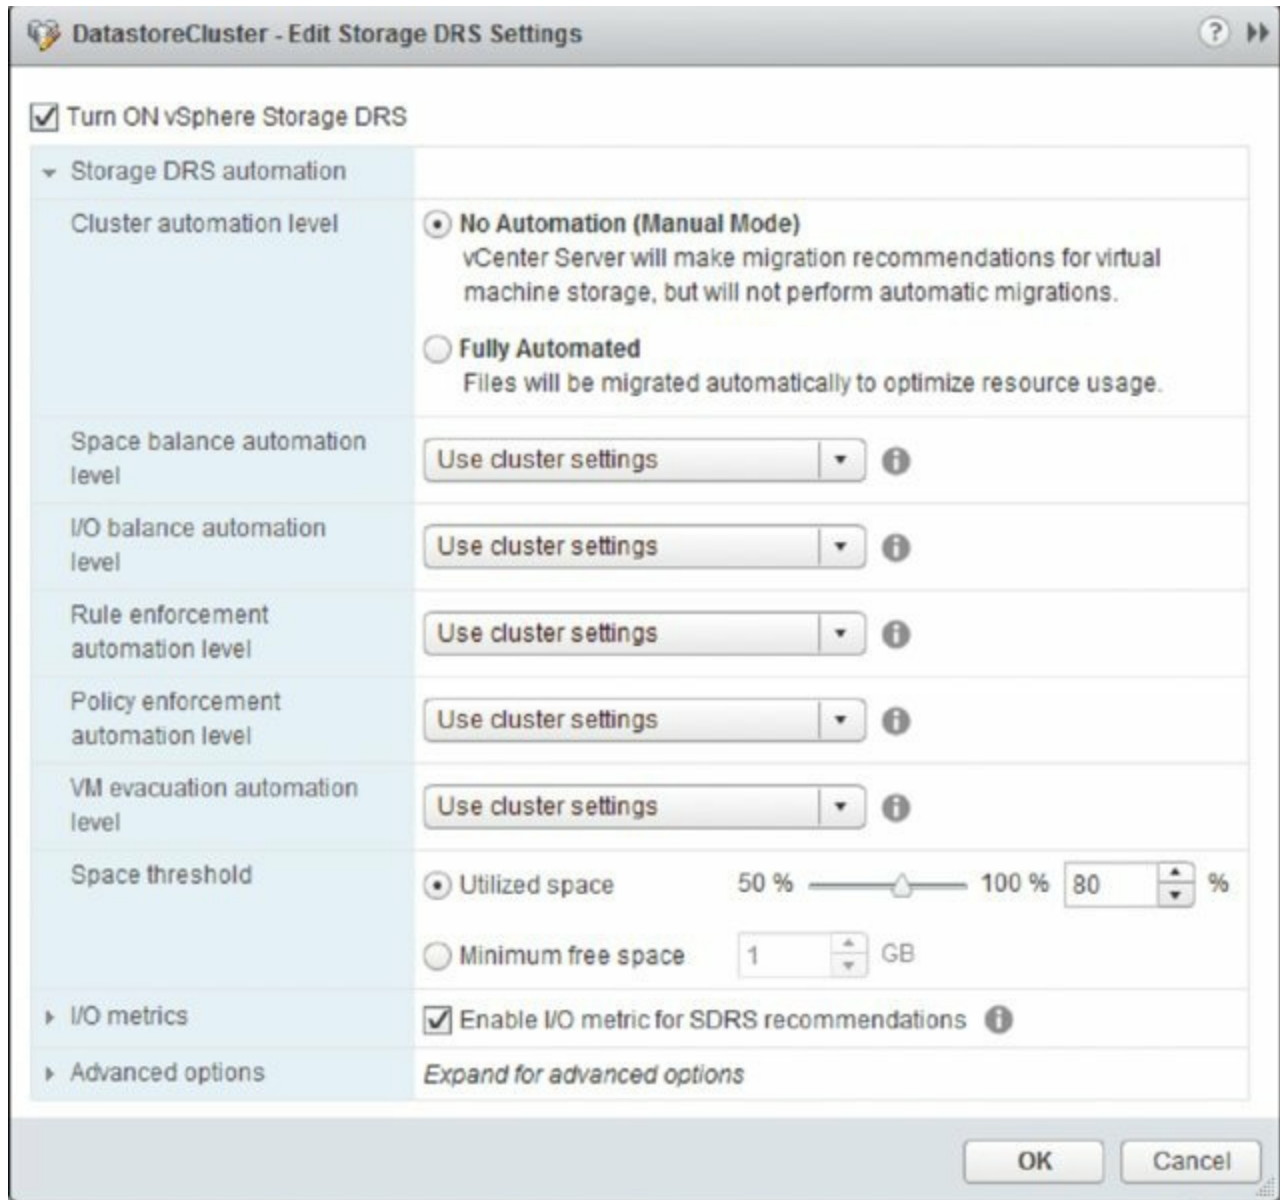 DatastoreCluster - Edit Storage DRS Settings
?
Turn ON vSphere Storage DRS
Storage DRS automation
Cluster automation level
No Automation (Manual Mode)
vCenter Server will make migration recommendations for virtual
machine storage, but will not perform automatic migrations.
Fully Automated
Files will be migrated automatically to optimize resource usage.
Space balance automation
level
Use cluster settings
I/O balance automation
level
Use cluster settings
Rule enforcement
automation level
Use cluster settings
Policy enforcement
automation level
Use cluster settings
VM evacuation automation
level
Use cluster settings
Space threshold
Utilized space 50 % 100 % 80 %
Minimum free space 1 GB
I/O metrics
Enable I/O metric for SDRS recommendations
Advanced options
Expand for advanced options
OK Cancel